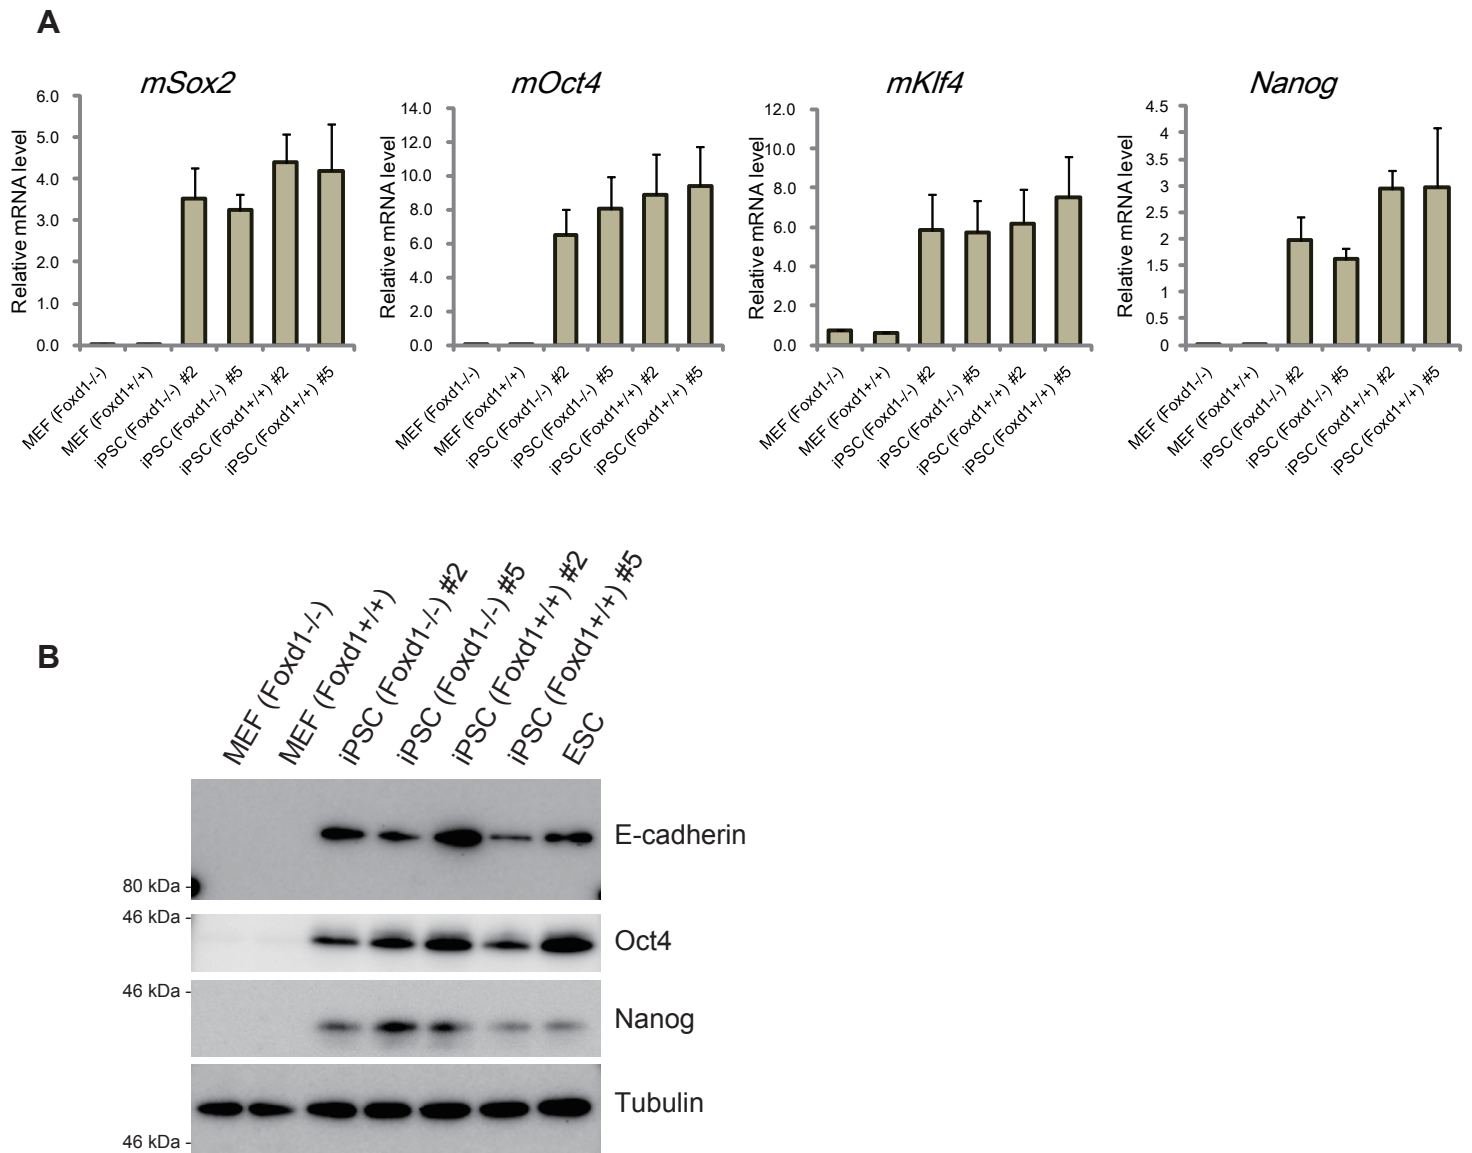 A
mSox2
Relative mRNA level
6.0
5.0
4.0
3.0
2.0
1.0
0.0
MEF (Foxd1-/-)
MEF (Foxd1+/+)
iPSC (Foxd1-/-) #2
iPSC (Foxd1-/-) #5
iPSC (Foxd1+/+) #2
iPSC (Foxd1+/+) #5
mOct4
Relative mRNA level
14.0
12.0
10.0
8.0
6.0
4.0
2.0
0.0
MEF (Foxd1-/-)
MEF (Foxd1+/+)
iPSC (Foxd1-/-) #2
iPSC (Foxd1-/-) #5
iPSC (Foxd1+/+) #2
iPSC (Foxd1+/+) #5
mKlf4
Relative mRNA level
12.0
10.0
8.0
6.0
4.0
2.0
0.0
MEF (Foxd1-/-)
MEF (Foxd1+/+)
iPSC (Foxd1-/-) #2
iPSC (Foxd1-/-) #5
iPSC (Foxd1+/+) #2
iPSC (Foxd1+/+) #5
Nanog
Relative mRNA level
4.5
4
3.5
3
2.5
2
1.5
1
0.5
0
MEF (Foxd1-/-)
MEF (Foxd1+/+)
iPSC (Foxd1-/-) #2
iPSC (Foxd1-/-) #5
iPSC (Foxd1+/+) #2
iPSC (Foxd1+/+) #5
B
MEF (Foxd1-/-)
MEF (Foxd1+/+)
iPSC (Foxd1-/-) #2
iPSC (Foxd1-/-) #5
iPSC (Foxd1+/+) #2
iPSC (Foxd1+/+) #5
ESC
E-cadherin
80 kDa -
46 kDa -
Oct4
46 kDa -
Nanog
Tubulin
46 kDa -